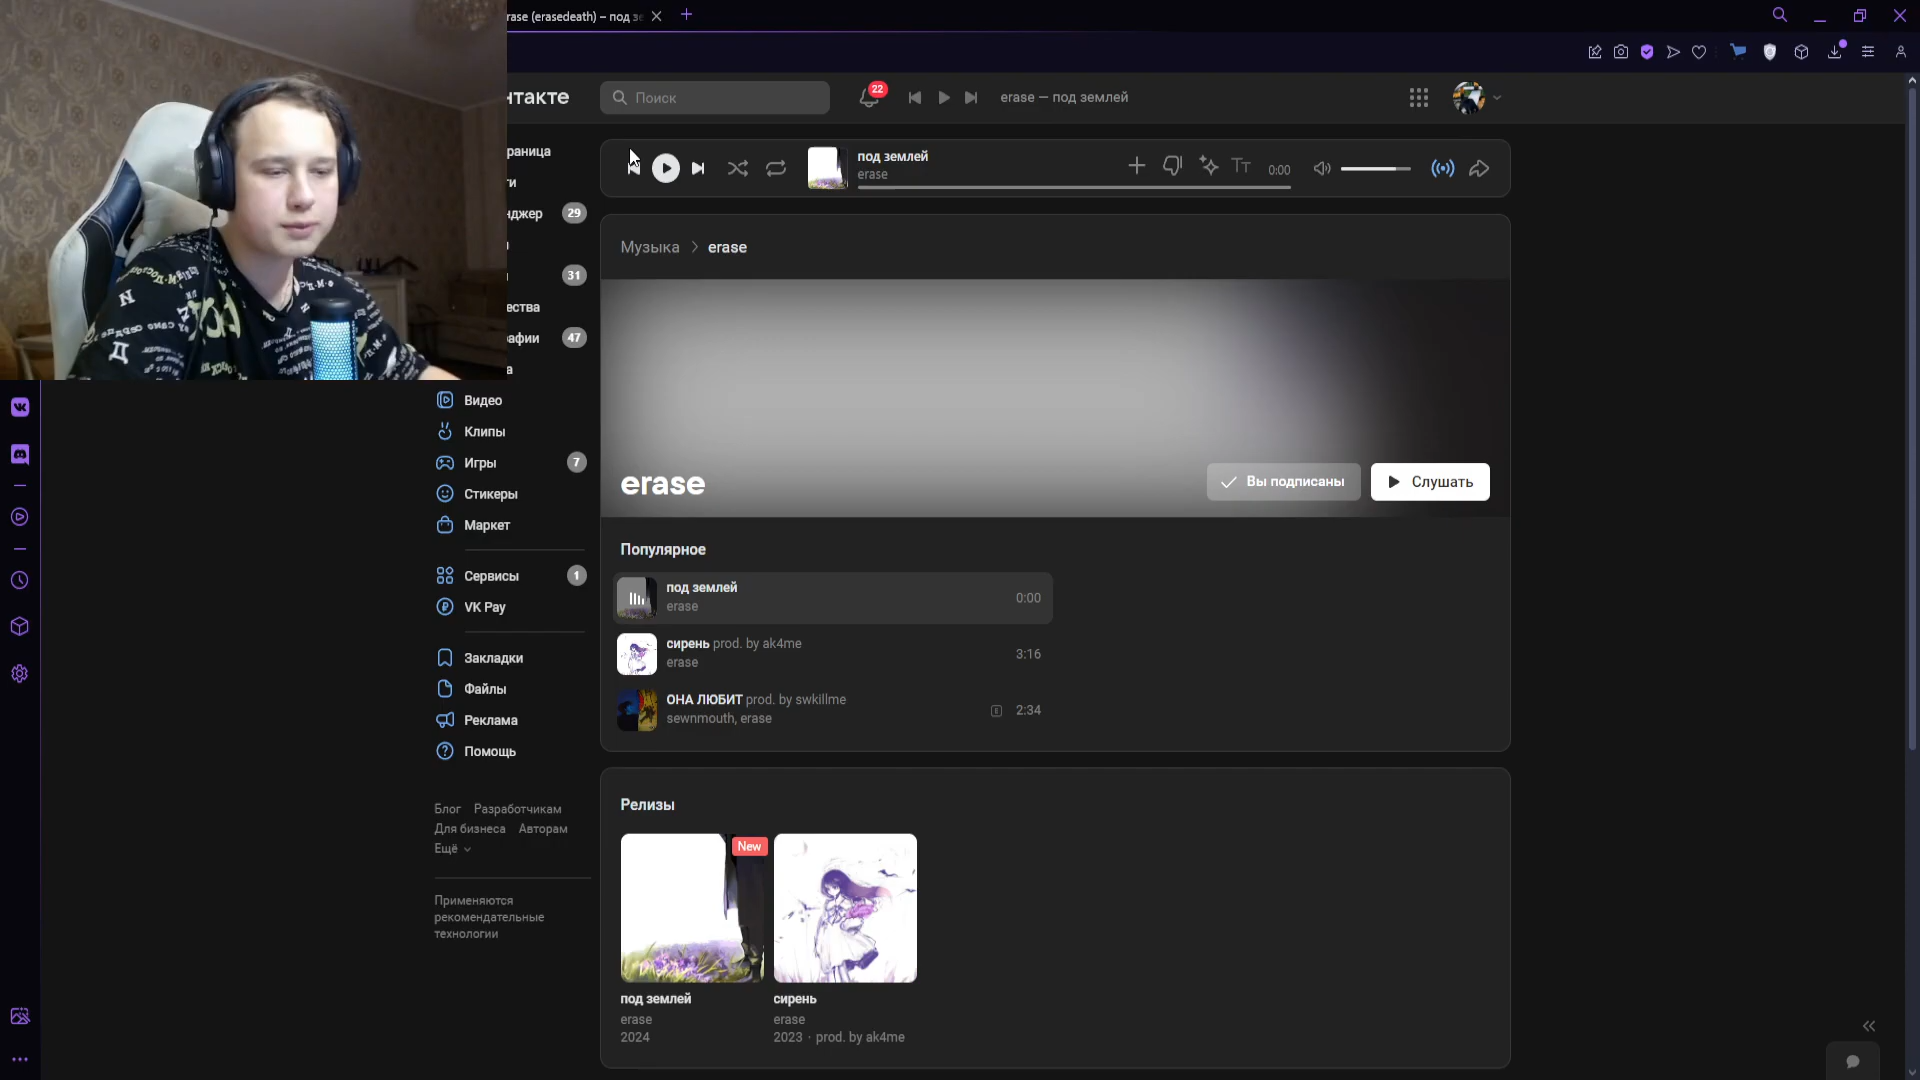 rase (erasedeath) – под зе
нтакте
Поиск
22
erase — под землей
раница
ти
нджер
29
31
ества
афии
47
а
Видео
Клипы
Игры
7
Стикеры
Маркет
Сервисы
1
VK Pay
Закладки
Файлы
Реклама
Помощь
Блог Разработчикам
Для бизнеса Авторам
Ещё
Применяются
рекомендательные
технологии
под землей
erase
0:00
Музыка > erase
erase
Вы подписаны
Слушать
Популярное
под землей
erase
0:00
сирень prod. by ak4me
erase
3:16
ОНА ЛЮБИТ prod. by swkillme
sewnmouth, erase
E 2:34
Релизы
New
под землей
erase
2024
сирень
erase
2023 · prod. by ak4me